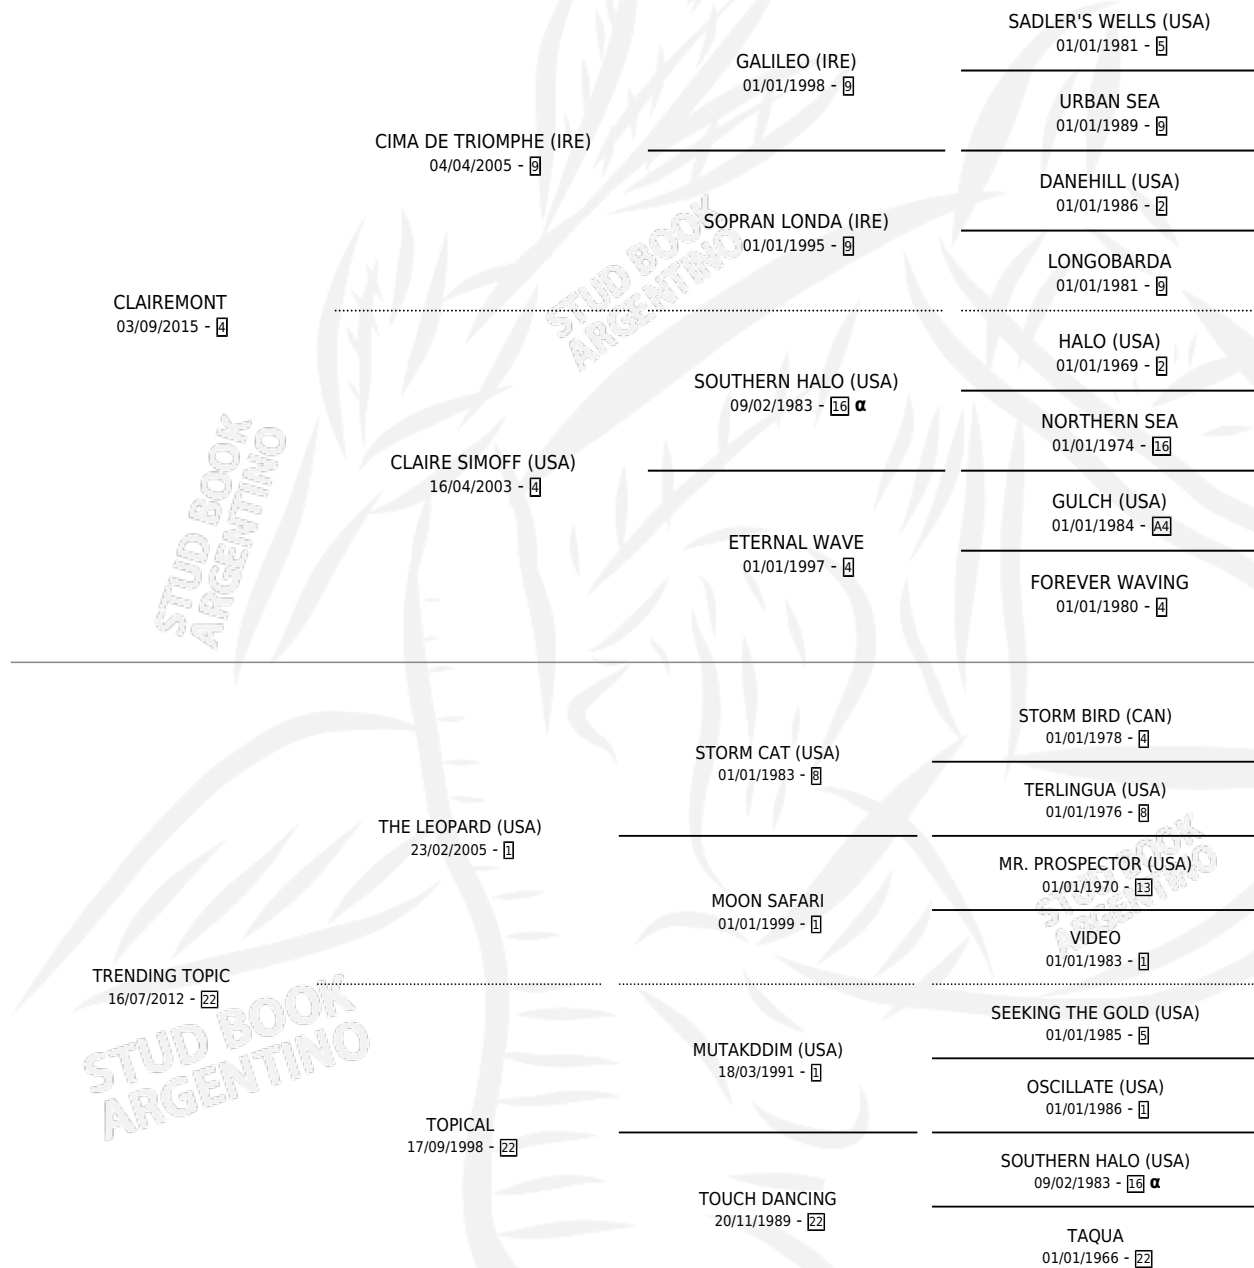 SADLER'S WELLS (USA)
01/01/1981 - 5
GALILEO (IRE)
01/01/1998 - 9
URBAN SEA
01/01/1989 - 9
CIMA DE TRIOMPHE (IRE)
04/04/2005 - 9
DANEHILL (USA)
01/01/1986 - 2
SOPRAN LONDA (IRE)
01/01/1995 - 9
LONGOBARDA
01/01/1981 - 9
CLAIREMONT
03/09/2015 - 4
HALO (USA)
01/01/1969 - 2
SOUTHERN HALO (USA)
09/02/1983 - 16 α
NORTHERN SEA
01/01/1974 - 16
CLAIRE SIMOFF (USA)
16/04/2003 - 4
GULCH (USA)
01/01/1984 - A4
ETERNAL WAVE
01/01/1997 - 4
FOREVER WAVING
01/01/1980 - 4
STORM BIRD (CAN)
01/01/1978 - 4
STORM CAT (USA)
01/01/1983 - 8
TERLINGUA (USA)
01/01/1976 - 8
THE LEOPARD (USA)
23/02/2005 - 1
MR. PROSPECTOR (USA)
01/01/1970 - 13
MOON SAFARI
01/01/1999 - 1
VIDEO
01/01/1983 - 1
TRENDING TOPIC
16/07/2012 - 22
SEEKING THE GOLD (USA)
01/01/1985 - 5
MUTAKDDIM (USA)
18/03/1991 - 1
OSCILLATE (USA)
01/01/1986 - 1
TOPICAL
17/09/1998 - 22
SOUTHERN HALO (USA)
09/02/1983 - 16 α
TOUCH DANCING
20/11/1989 - 22
TAQUA
01/01/1966 - 22
STUD BOOK
ARGENTINO
STUD BOOK
ARGENTINO
STUD BOOK
ARGENTINO
STUD BOOK
ARGENTINO